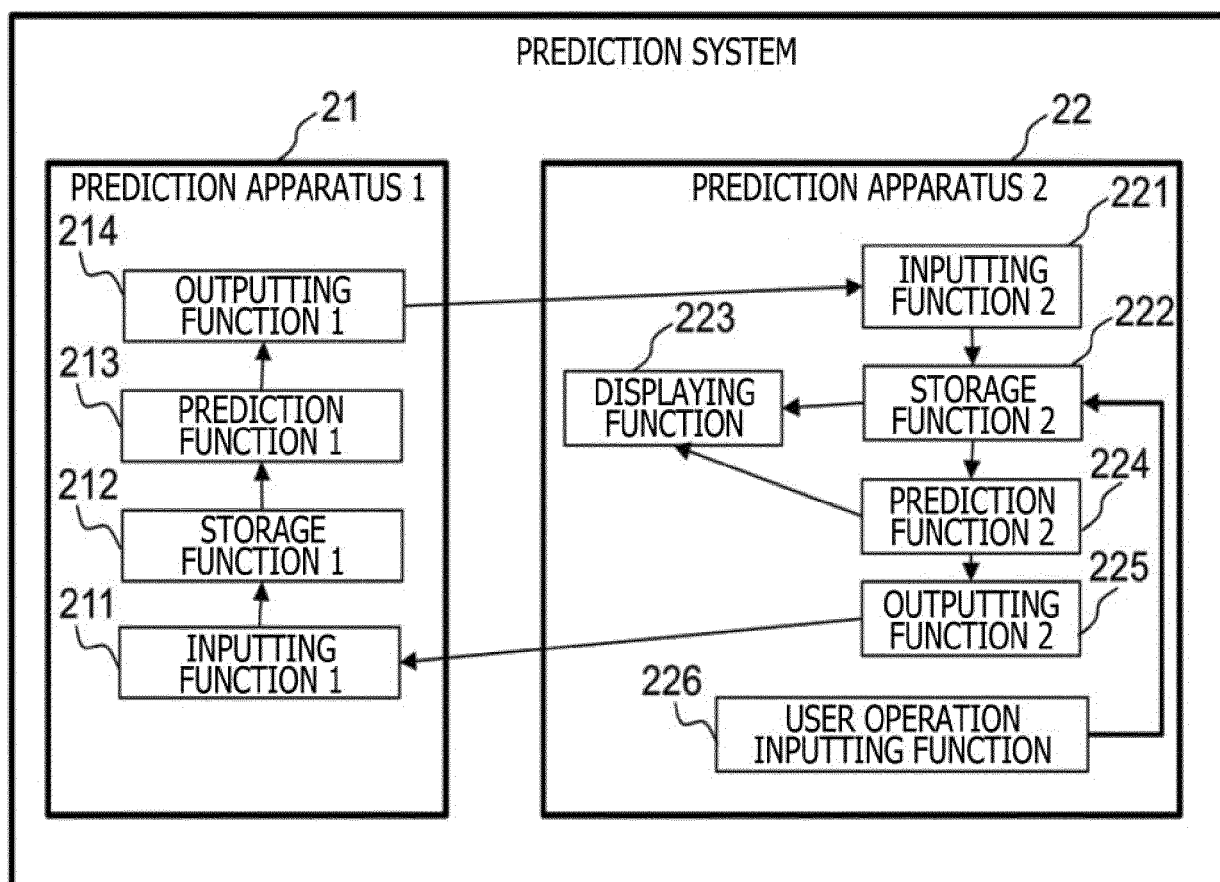 PREDICTION SYSTEM
21
PREDICTION APPARATUS 1
214
OUTPUTTING
FUNCTION 1
213
PREDICTION
FUNCTION 1
212
STORAGE
FUNCTION 1
211
INPUTTING
FUNCTION 1
22
PREDICTION APPARATUS 2
221
INPUTTING
FUNCTION 2
222
STORAGE
FUNCTION 2
223
DISPLAYING
FUNCTION
224
PREDICTION
FUNCTION 2
225
OUTPUTTING
FUNCTION 2
226
USER OPERATION
INPUTTING FUNCTION